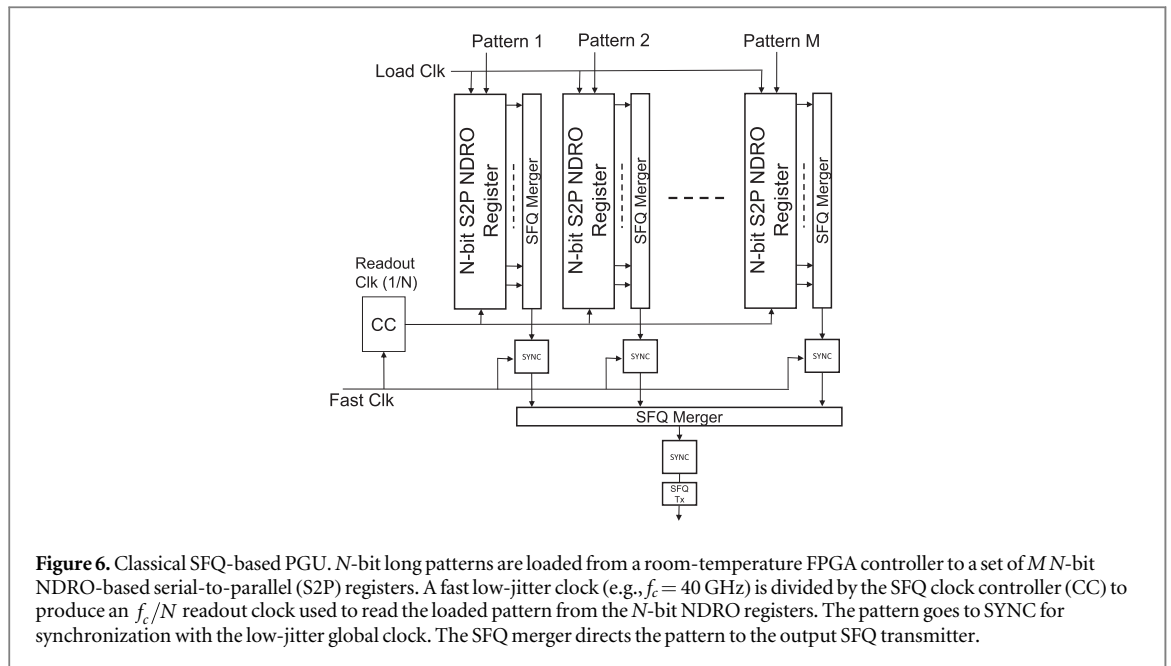 Pattern 1
Pattern 2
Pattern M
Load Clk
N-bit S2P NDRO
Register
SFQ Merger
N-bit S2P NDRO
Register
SFQ Merger
N-bit S2P NDRO
Register
SFQ Merger
Readout
Clk (1/N)
CC
SYNC
SYNC
SYNC
Fast Clk
SFQ Merger
SYNC
SFQ
Tx
Figure 6. Classical SFQ-based PGU. N-bit long patterns are loaded from a room-temperature FPGA controller to a set of M N-bit
NDRO-based serial-to-parallel (S2P) registers. A fast low-jitter clock (e.g., f_c = 40 GHz) is divided by the SFQ clock controller (CC) to
produce an f_c/N readout clock used to read the loaded pattern from the N-bit NDRO registers. The pattern goes to SYNC for
synchronization with the low-jitter global clock. The SFQ merger directs the pattern to the output SFQ transmitter.